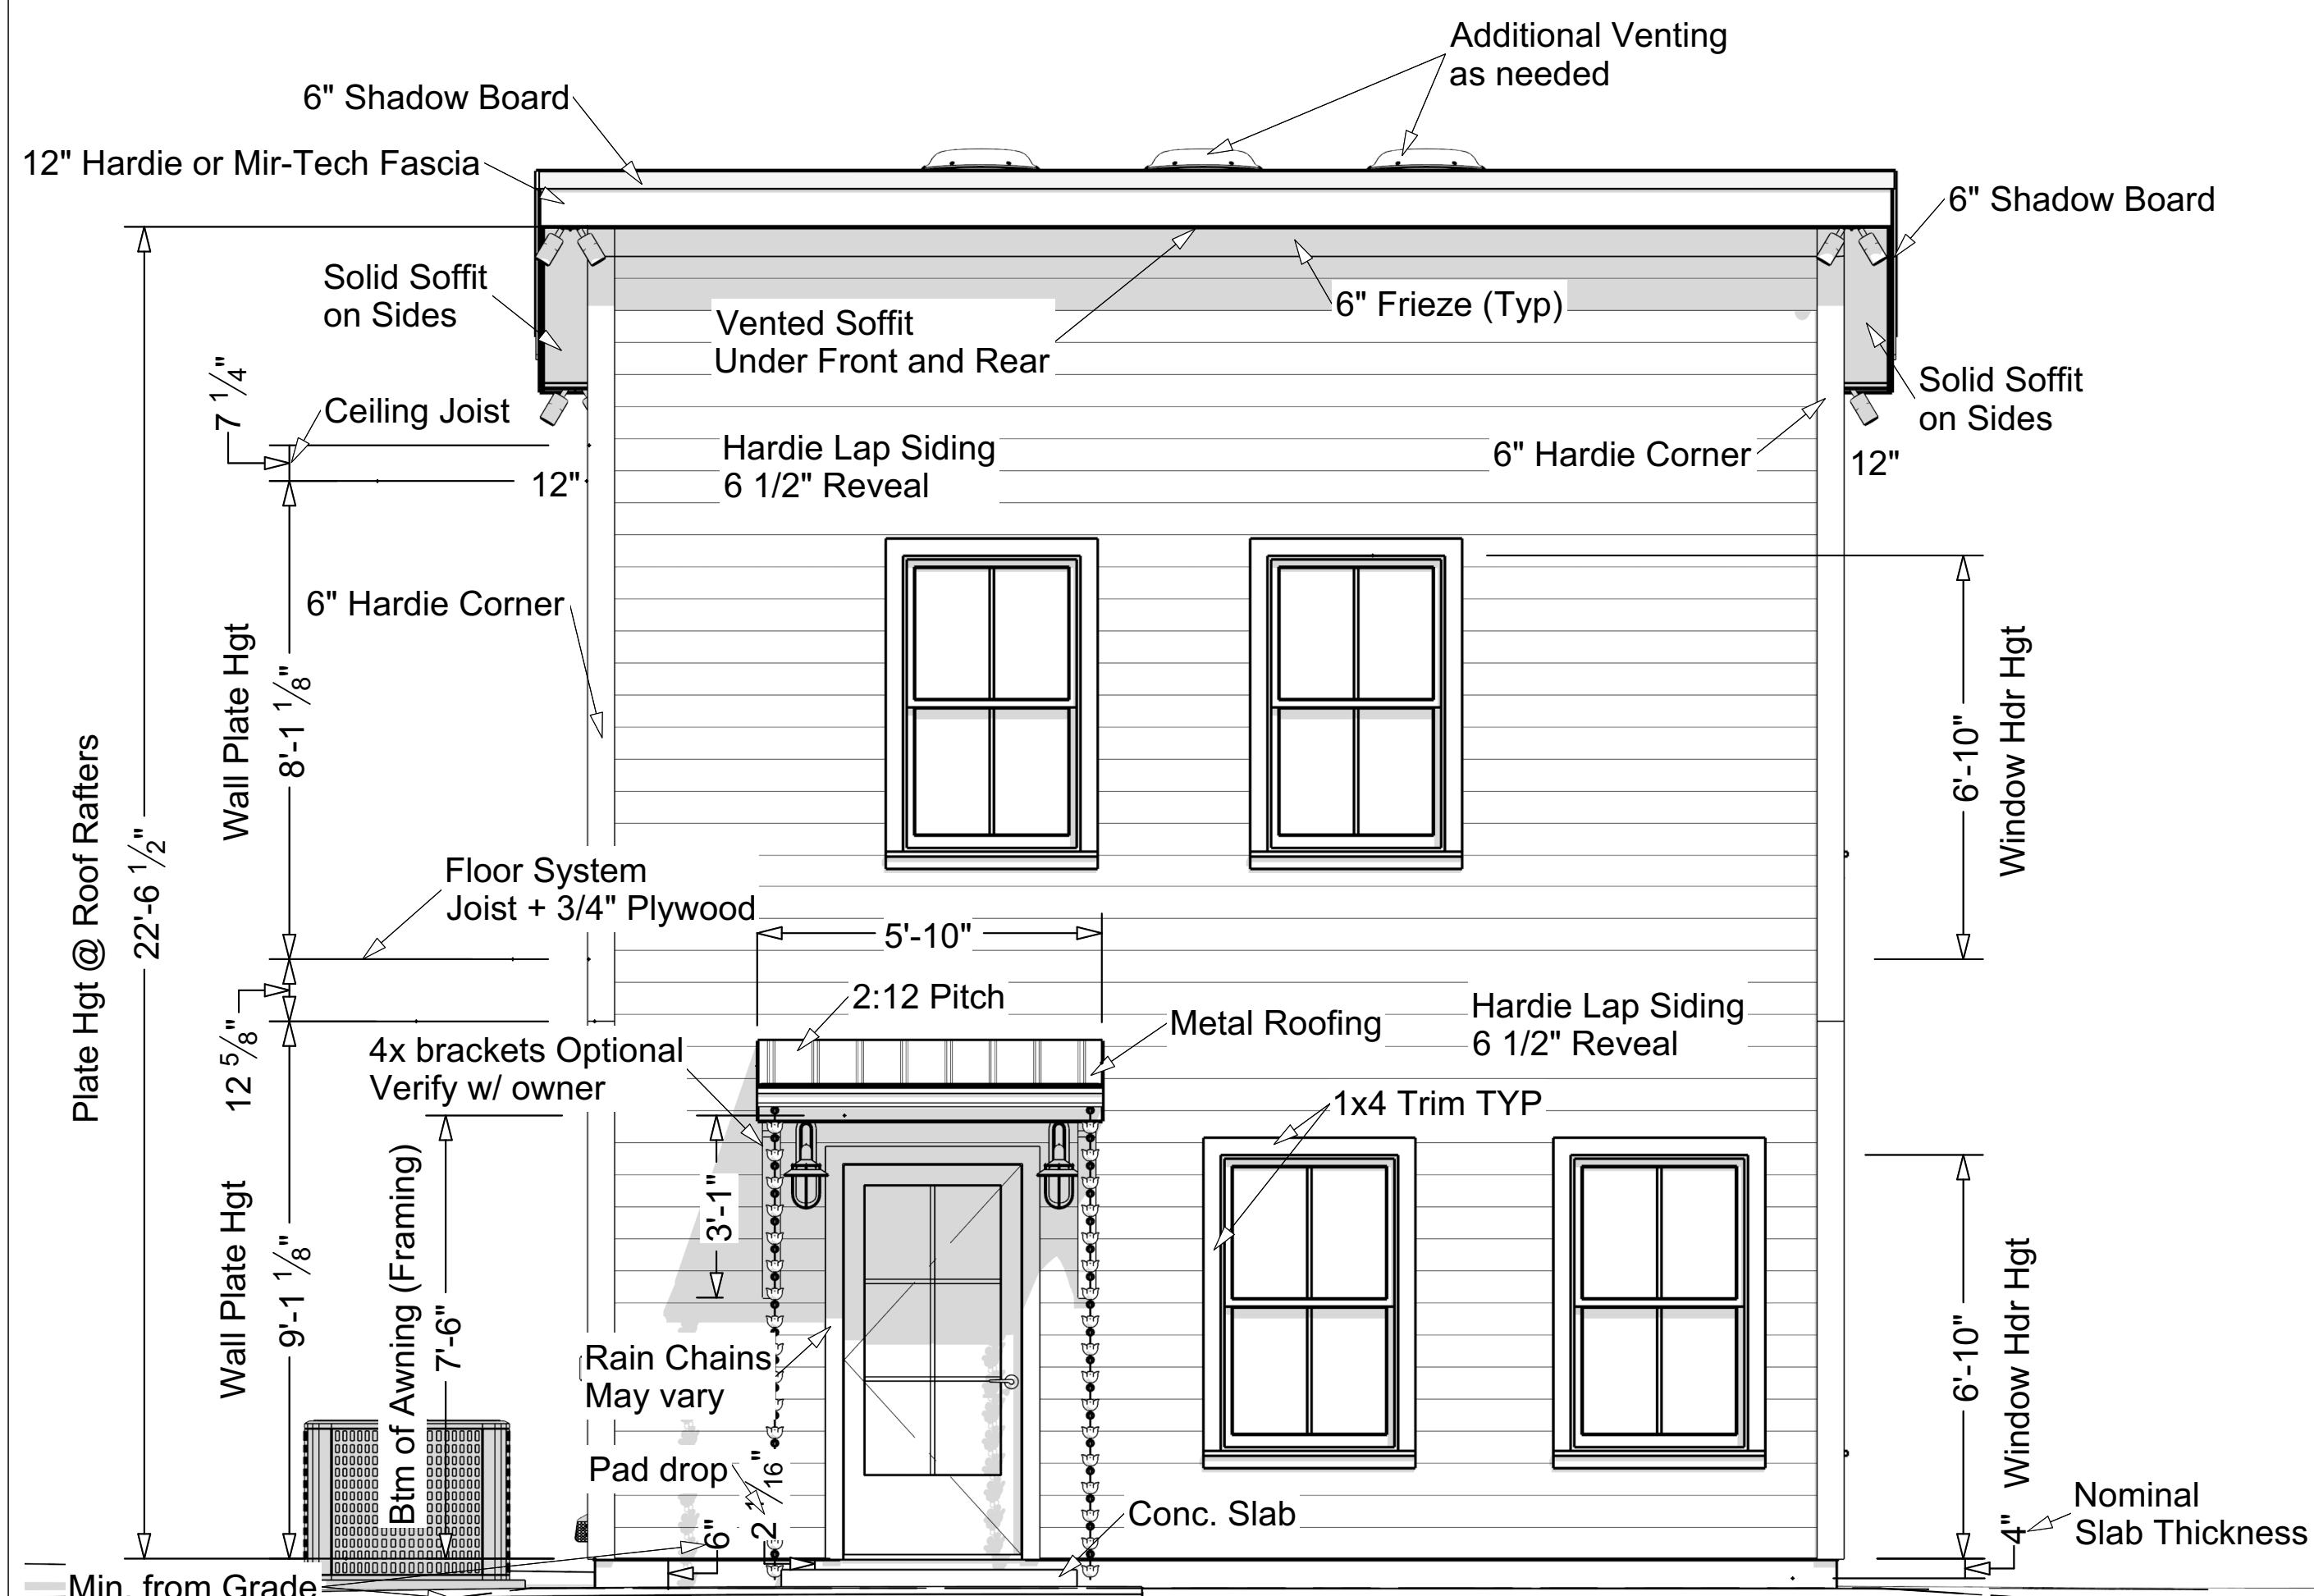 Additional Venting
as needed
6" Shadow Board
12" Hardie or Mir-Tech Fascia
6" Shadow Board
Solid Soffit
on Sides
6" Frieze (Typ)
Vented Soffit
Under Front and Rear
7 1/4"
Ceiling Joist
Solid Soffit
on Sides
Hardie Lap Siding
6 1/2" Reveal
6" Hardie Corner
12"
12"
6" Hardie Corner
Wall Plate Hgt
8'-1 1/8"
6'-10"
Window Hdr Hgt
Plate Hgt @ Roof Rafters
22'-6 1/2"
Floor System
Joist + 3/4" Plywood
5'-10"
2:12 Pitch
Metal Roofing
Hardie Lap Siding
6 1/2" Reveal
12 5/8"
4x brackets Optional
Verify w/ owner
1x4 Trim TYP
3'-1"
Wall Plate Hgt
9'-1 1/8"
Btm of Awning (Framing)
7'-6"
6'-10"
Window Hdr Hgt
Rain Chains
May vary
Pad drop
6"
Conc. Slab
4"
Nominal
Slab Thickness
Min. from Grade